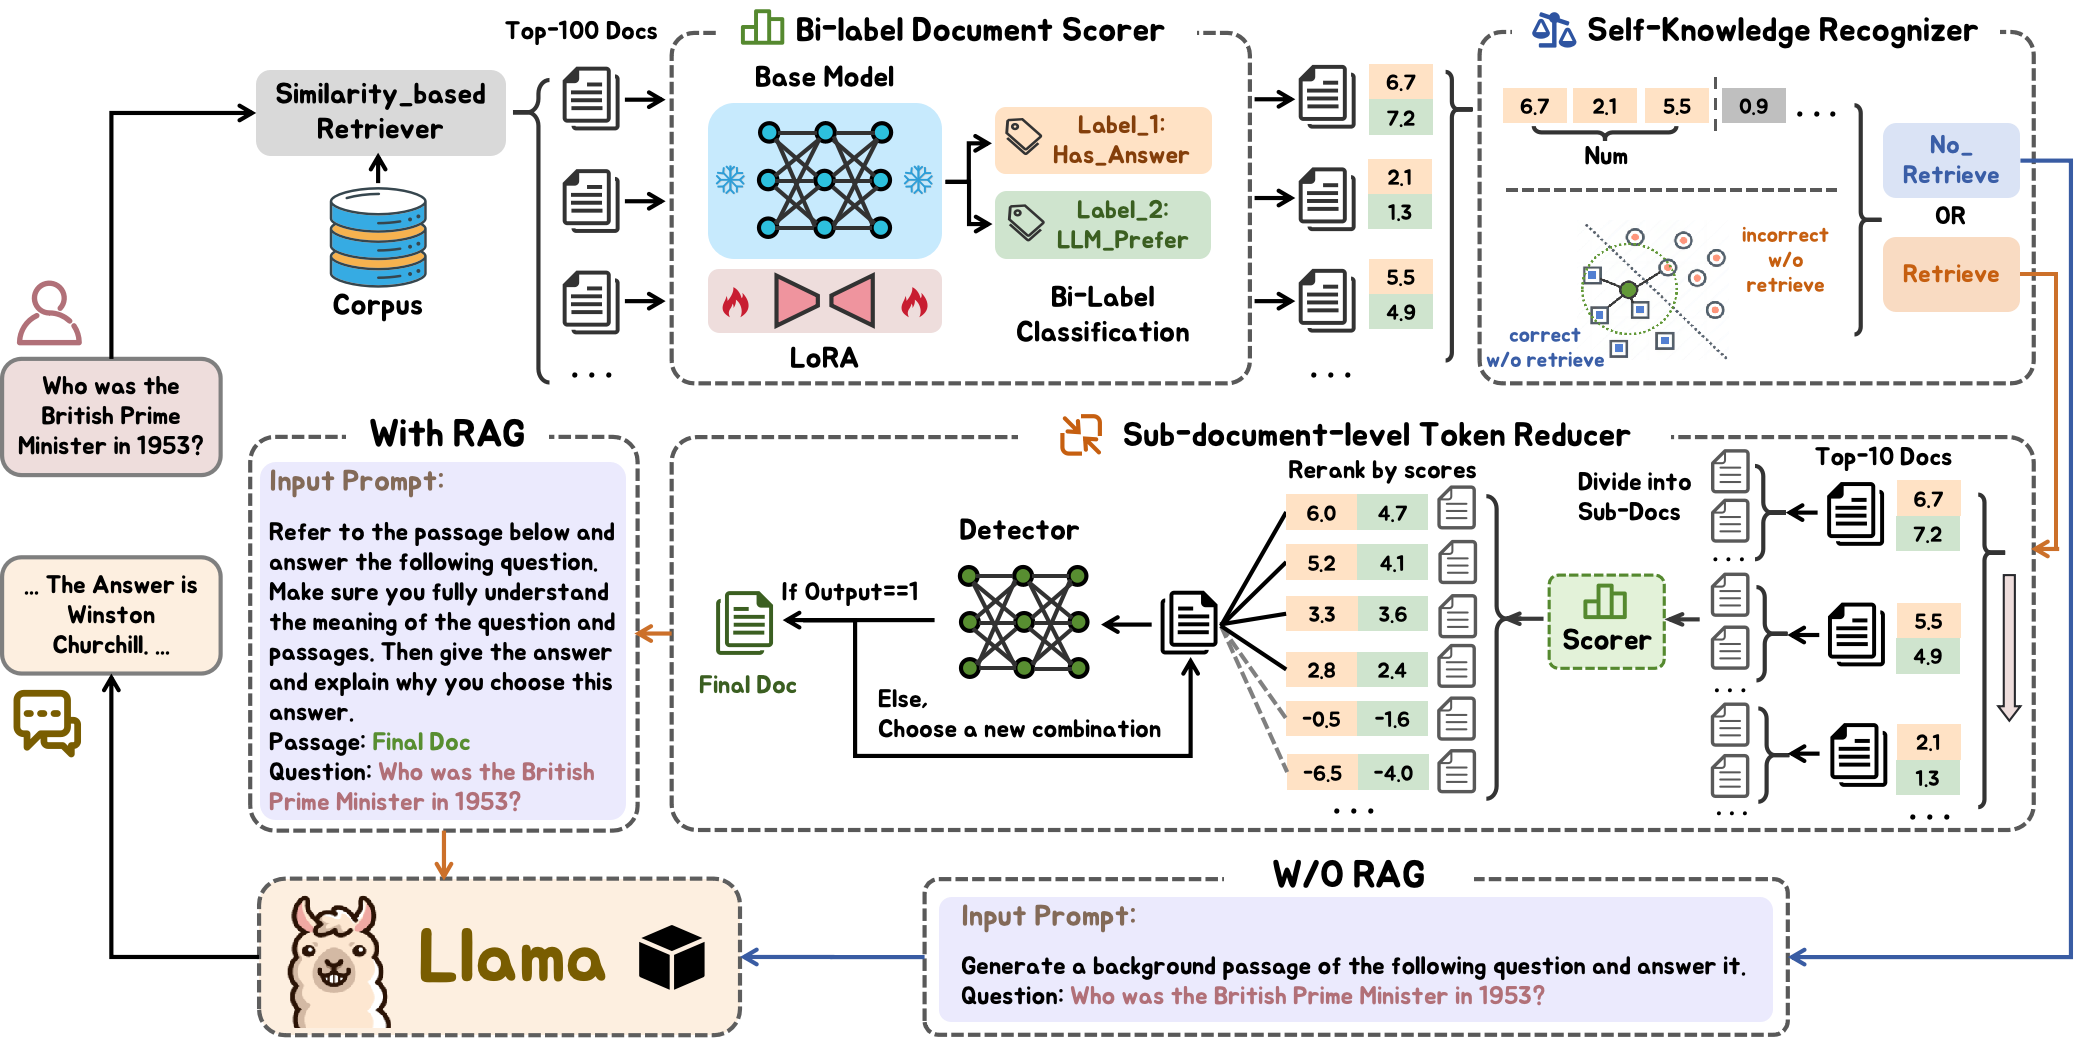 Top-100 Docs
Bi-label Document Scorer
Self-Knowledge Recognizer
Similarity_based
Retriever
Corpus
. . .
Base Model
LoRA
Label_1:
Has_Answer
Label_2:
LLM_Prefer
Bi-Label
Classification
6.7
7.2
2.1
1.3
5.5
4.9
. . .
6.7 2.1 5.5 0.9 . . .
Num
incorrect
w/o
retrieve
correct
w/o retrieve
No_
Retrieve
OR
Retrieve
Who was the
British Prime
Minister in 1953?
... The Answer is
Winston
Churchill. ...
With RAG
Input Prompt:
Refer to the passage below and
answer the following question.
Make sure you fully understand
the meaning of the question and
passages. Then give the answer
and explain why you choose this
answer.
Passage: Final Doc
Question: Who was the British
Prime Minister in 1953?
Sub-document-level Token Reducer
Final Doc
If Output==1
Else,
Choose a new combination
Detector
Rerank by scores
6.0 4.7
5.2 4.1
3.3 3.6
2.8 2.4
-0.5 -1.6
-6.5 -4.0
. . .
Scorer
Divide into
Sub-Docs
. . .
. . .
. . .
Top-10 Docs
6.7
7.2
5.5
4.9
2.1
1.3
. . .
Llama
W/O RAG
Input Prompt:
Generate a background passage of the following question and answer it.
Question: Who was the British Prime Minister in 1953?